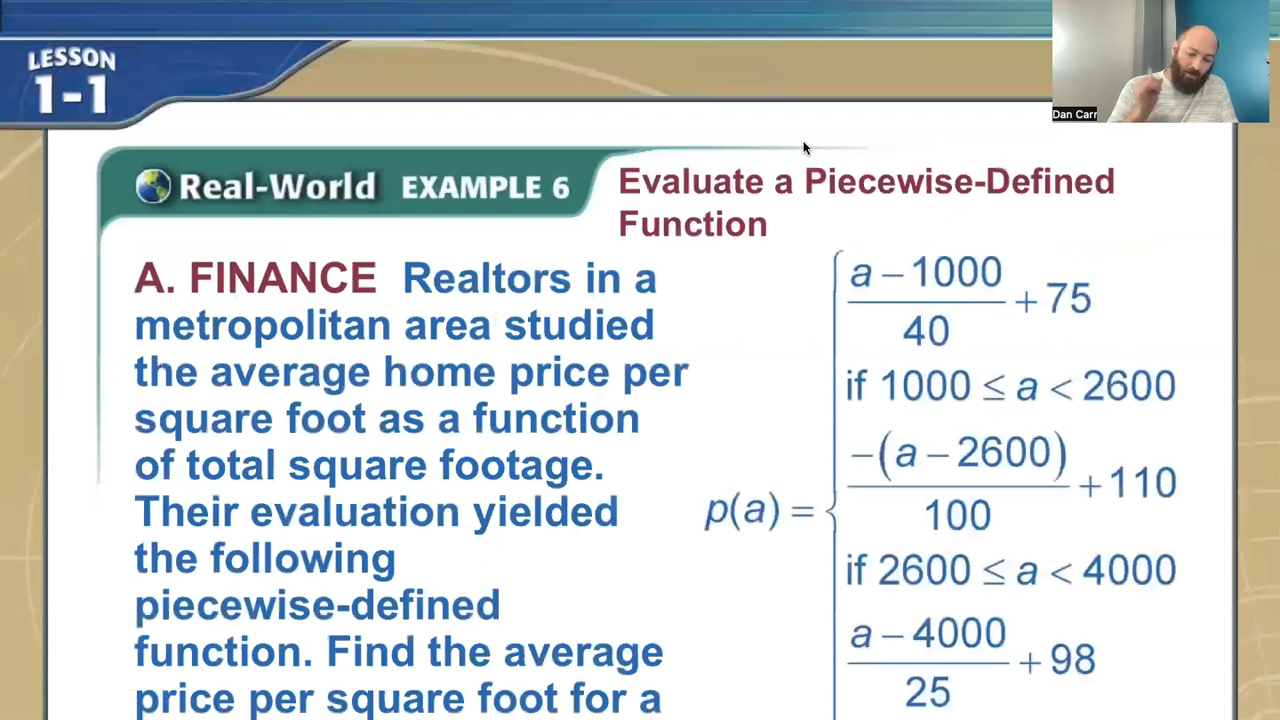 LESSON
1-1
Dan Carr
Real-World EXAMPLE 6
Evaluate a Piecewise-Defined
Function
A. FINANCE Realtors in a
metropolitan area studied
the average home price per
square foot as a function
of total square footage.
Their evaluation yielded
the following
piecewise-defined
function. Find the average
price per square foot for a
a – 1000
+ 75
40
if 1000 ≤ a < 2600
–(a – 2600)
+110
100
if 2600 ≤ a < 4000
p(a) =
a – 4000
+ 98
25